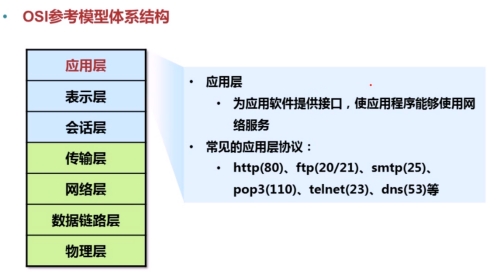 OSI参考模型体系结构
应用层
表示层
会话层
传输层
网络层
数据链路层
物理层
• 应用层
• 为应用软件提供接口，使应用程序能够使用网
络服务
• 常见的应用层协议：
• http(80)、ftp(20/21)、smtp(25)、
pop3(110)、telnet(23)、dns(53)等